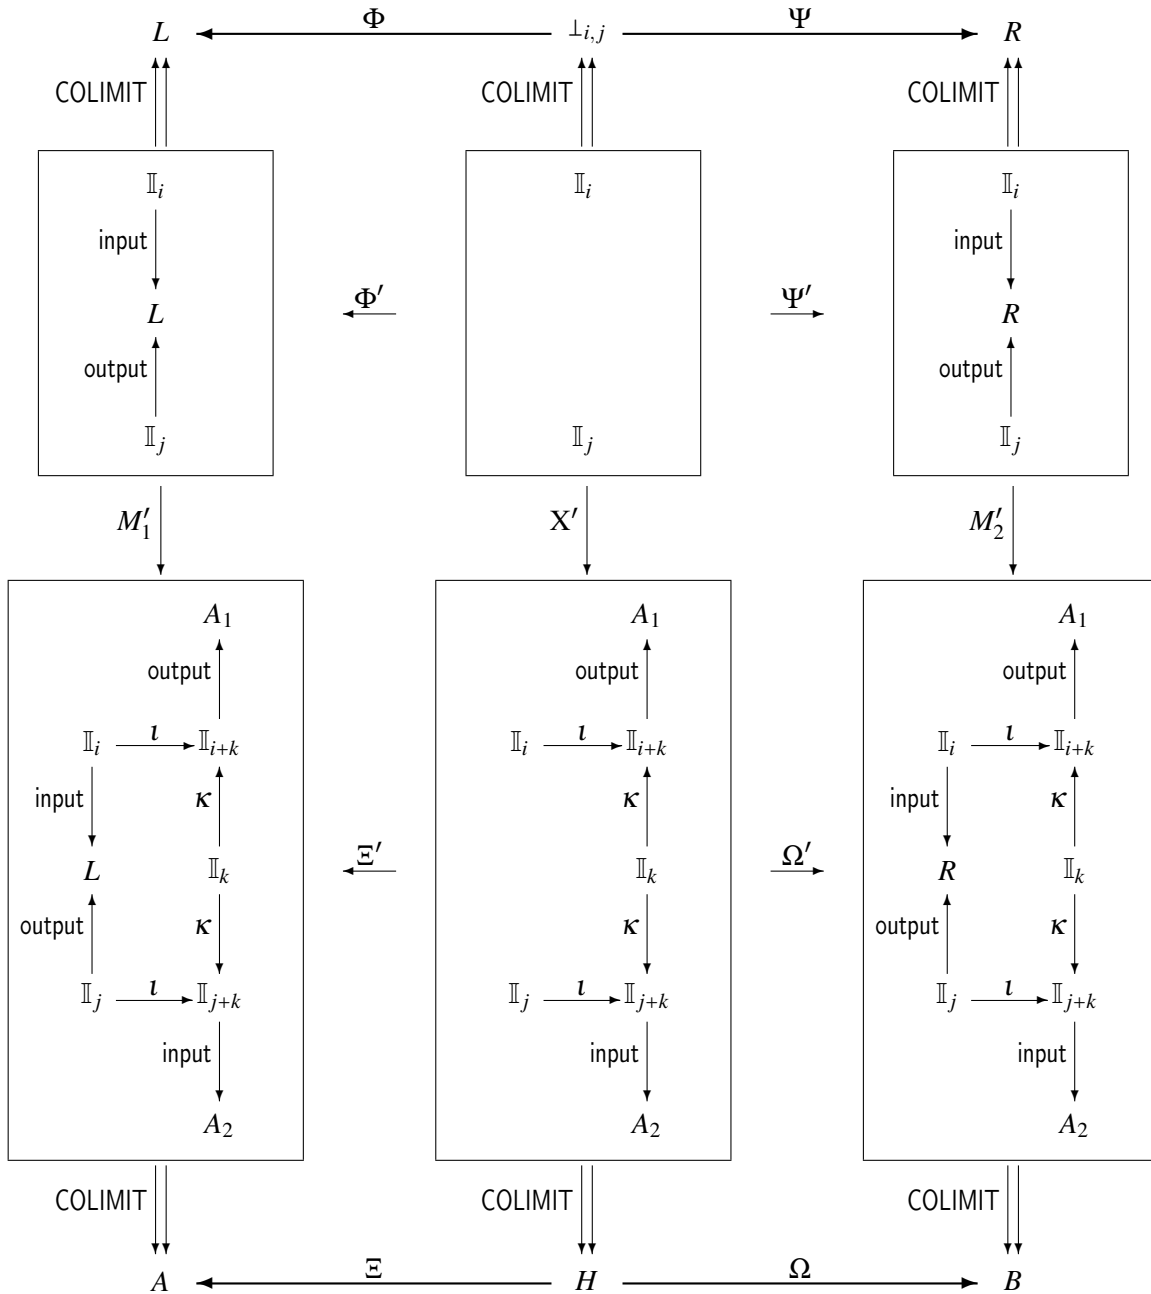 L Φ ⊥i,j Ψ R
COLIMIT COLIMIT COLIMIT
𝕀i 𝕀i 𝕀i
input input
L Φ′ Ψ′ R
output output
𝕀j 𝕀j 𝕀j
M′1 X′ M′2
A1 A1 A1
output output output
𝕀i ι 𝕀i+k 𝕀i ι 𝕀i+k 𝕀i ι 𝕀i+k
input κ κ input κ
L 𝕀k Ξ′ 𝕀k Ω′ R 𝕀k
output κ κ output κ
𝕀j ι 𝕀j+k 𝕀j ι 𝕀j+k 𝕀j ι 𝕀j+k
input input input
A2 A2 A2
COLIMIT COLIMIT COLIMIT
A Ξ H Ω B